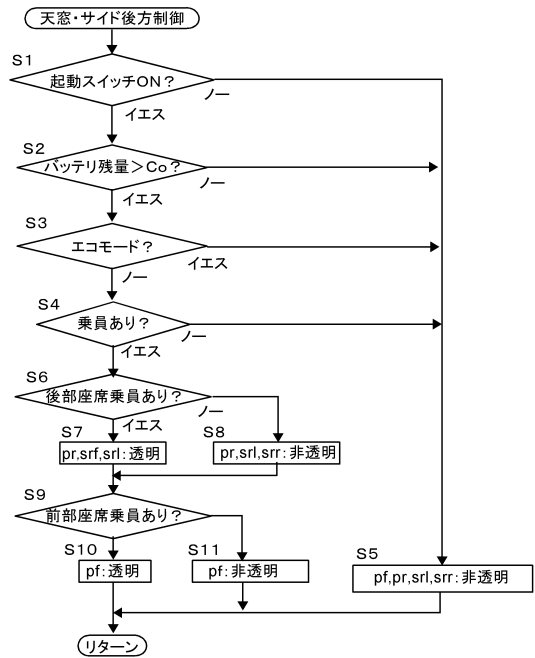 天窓・サイド後方制御
S1
起動スイッチON?
ノー
イエス
S2
バッテリ残量>Co?
ノー
イエス
S3
エコモード?
イエス
ノー
S4
乗員あり?
ノー
イエス
S6
後部座席乗員あり?
ノー
イエス
S7
pr,srf,srl:透明
S8
pr,srl,srr:非透明
S9
前部座席乗員あり?
S10
pf:透明
S11
pf:非透明
S5
pf,pr,srl,srr:非透明
リターン